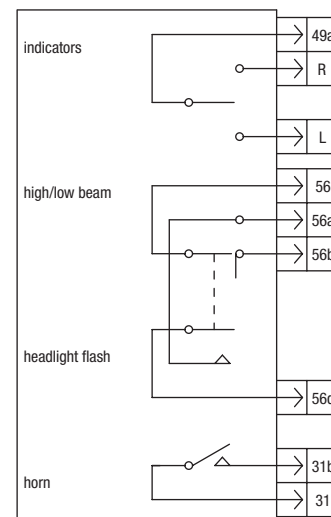 indicators
49a
R
L
high/low beam
56
56a
56b
headlight flash
56d
31b
horn
31